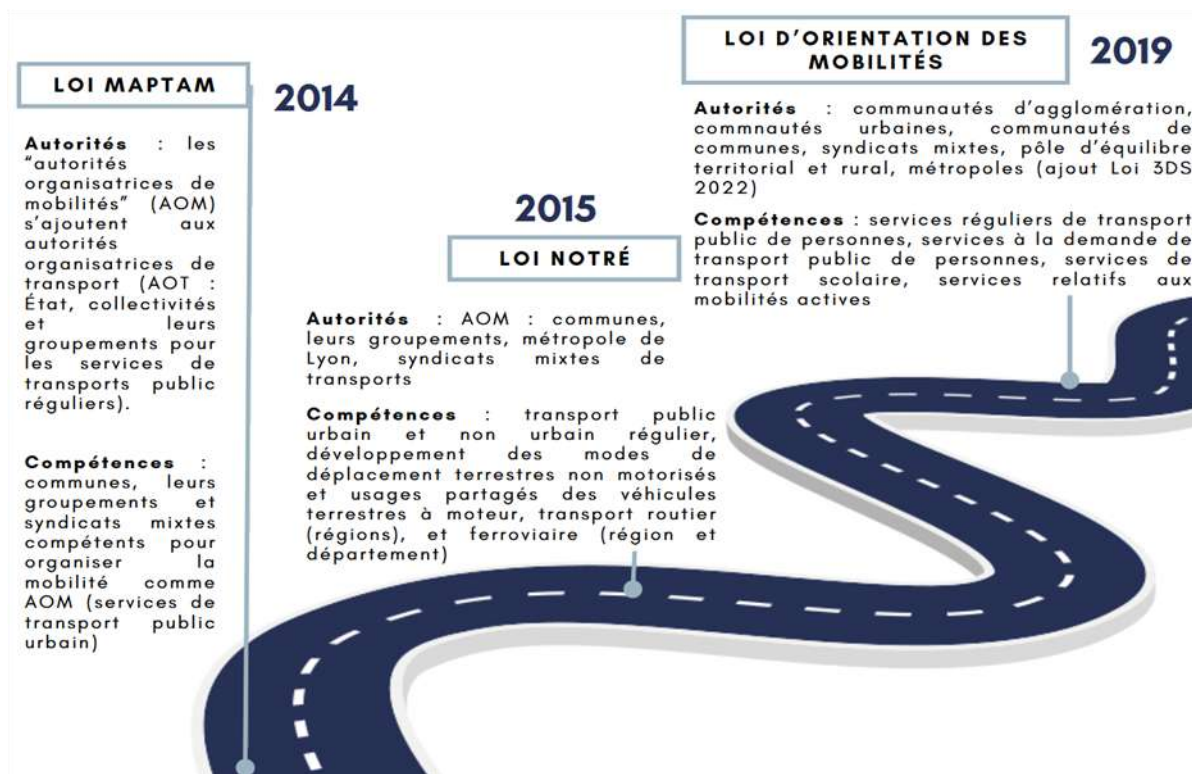 LOI MAPTAM
2014
Autorités : les
“autorités
organisatrices de
mobilités” (AOM)
s’ajoutent aux
autorités
organisatrices de
transport (AOT :
État, collectivités
et leurs
groupements pour
les services de
transports public
réguliers).
Compétences :
communes, leurs
groupements et
syndicats mixtes
compétents pour
organiser la
mobilité comme
AOM (services de
transport public
urbain)
2015
LOI NOTRÉ
Autorités : AOM : communes,
leurs groupements, métropole de
Lyon, syndicats mixtes de
transports
Compétences : transport public
urbain et non urbain régulier,
développement des modes de
déplacement terrestres non motorisés
et usages partagés des véhicules
terrestres à moteur, transport routier
(régions), et ferroviaire (région et
département)
LOI D’ORIENTATION DES
MOBILITÉS
2019
Autorités : communautés d’agglomération,
commnautés urbaines, communautés de
communes, syndicats mixtes, pôle d’équilibre
territorial et rural, métropoles (ajout Loi 3DS
2022)
Compétences : services réguliers de transport
public de personnes, services à la demande de
transport public de personnes, services de
transport scolaire, services relatifs aux
mobilités actives